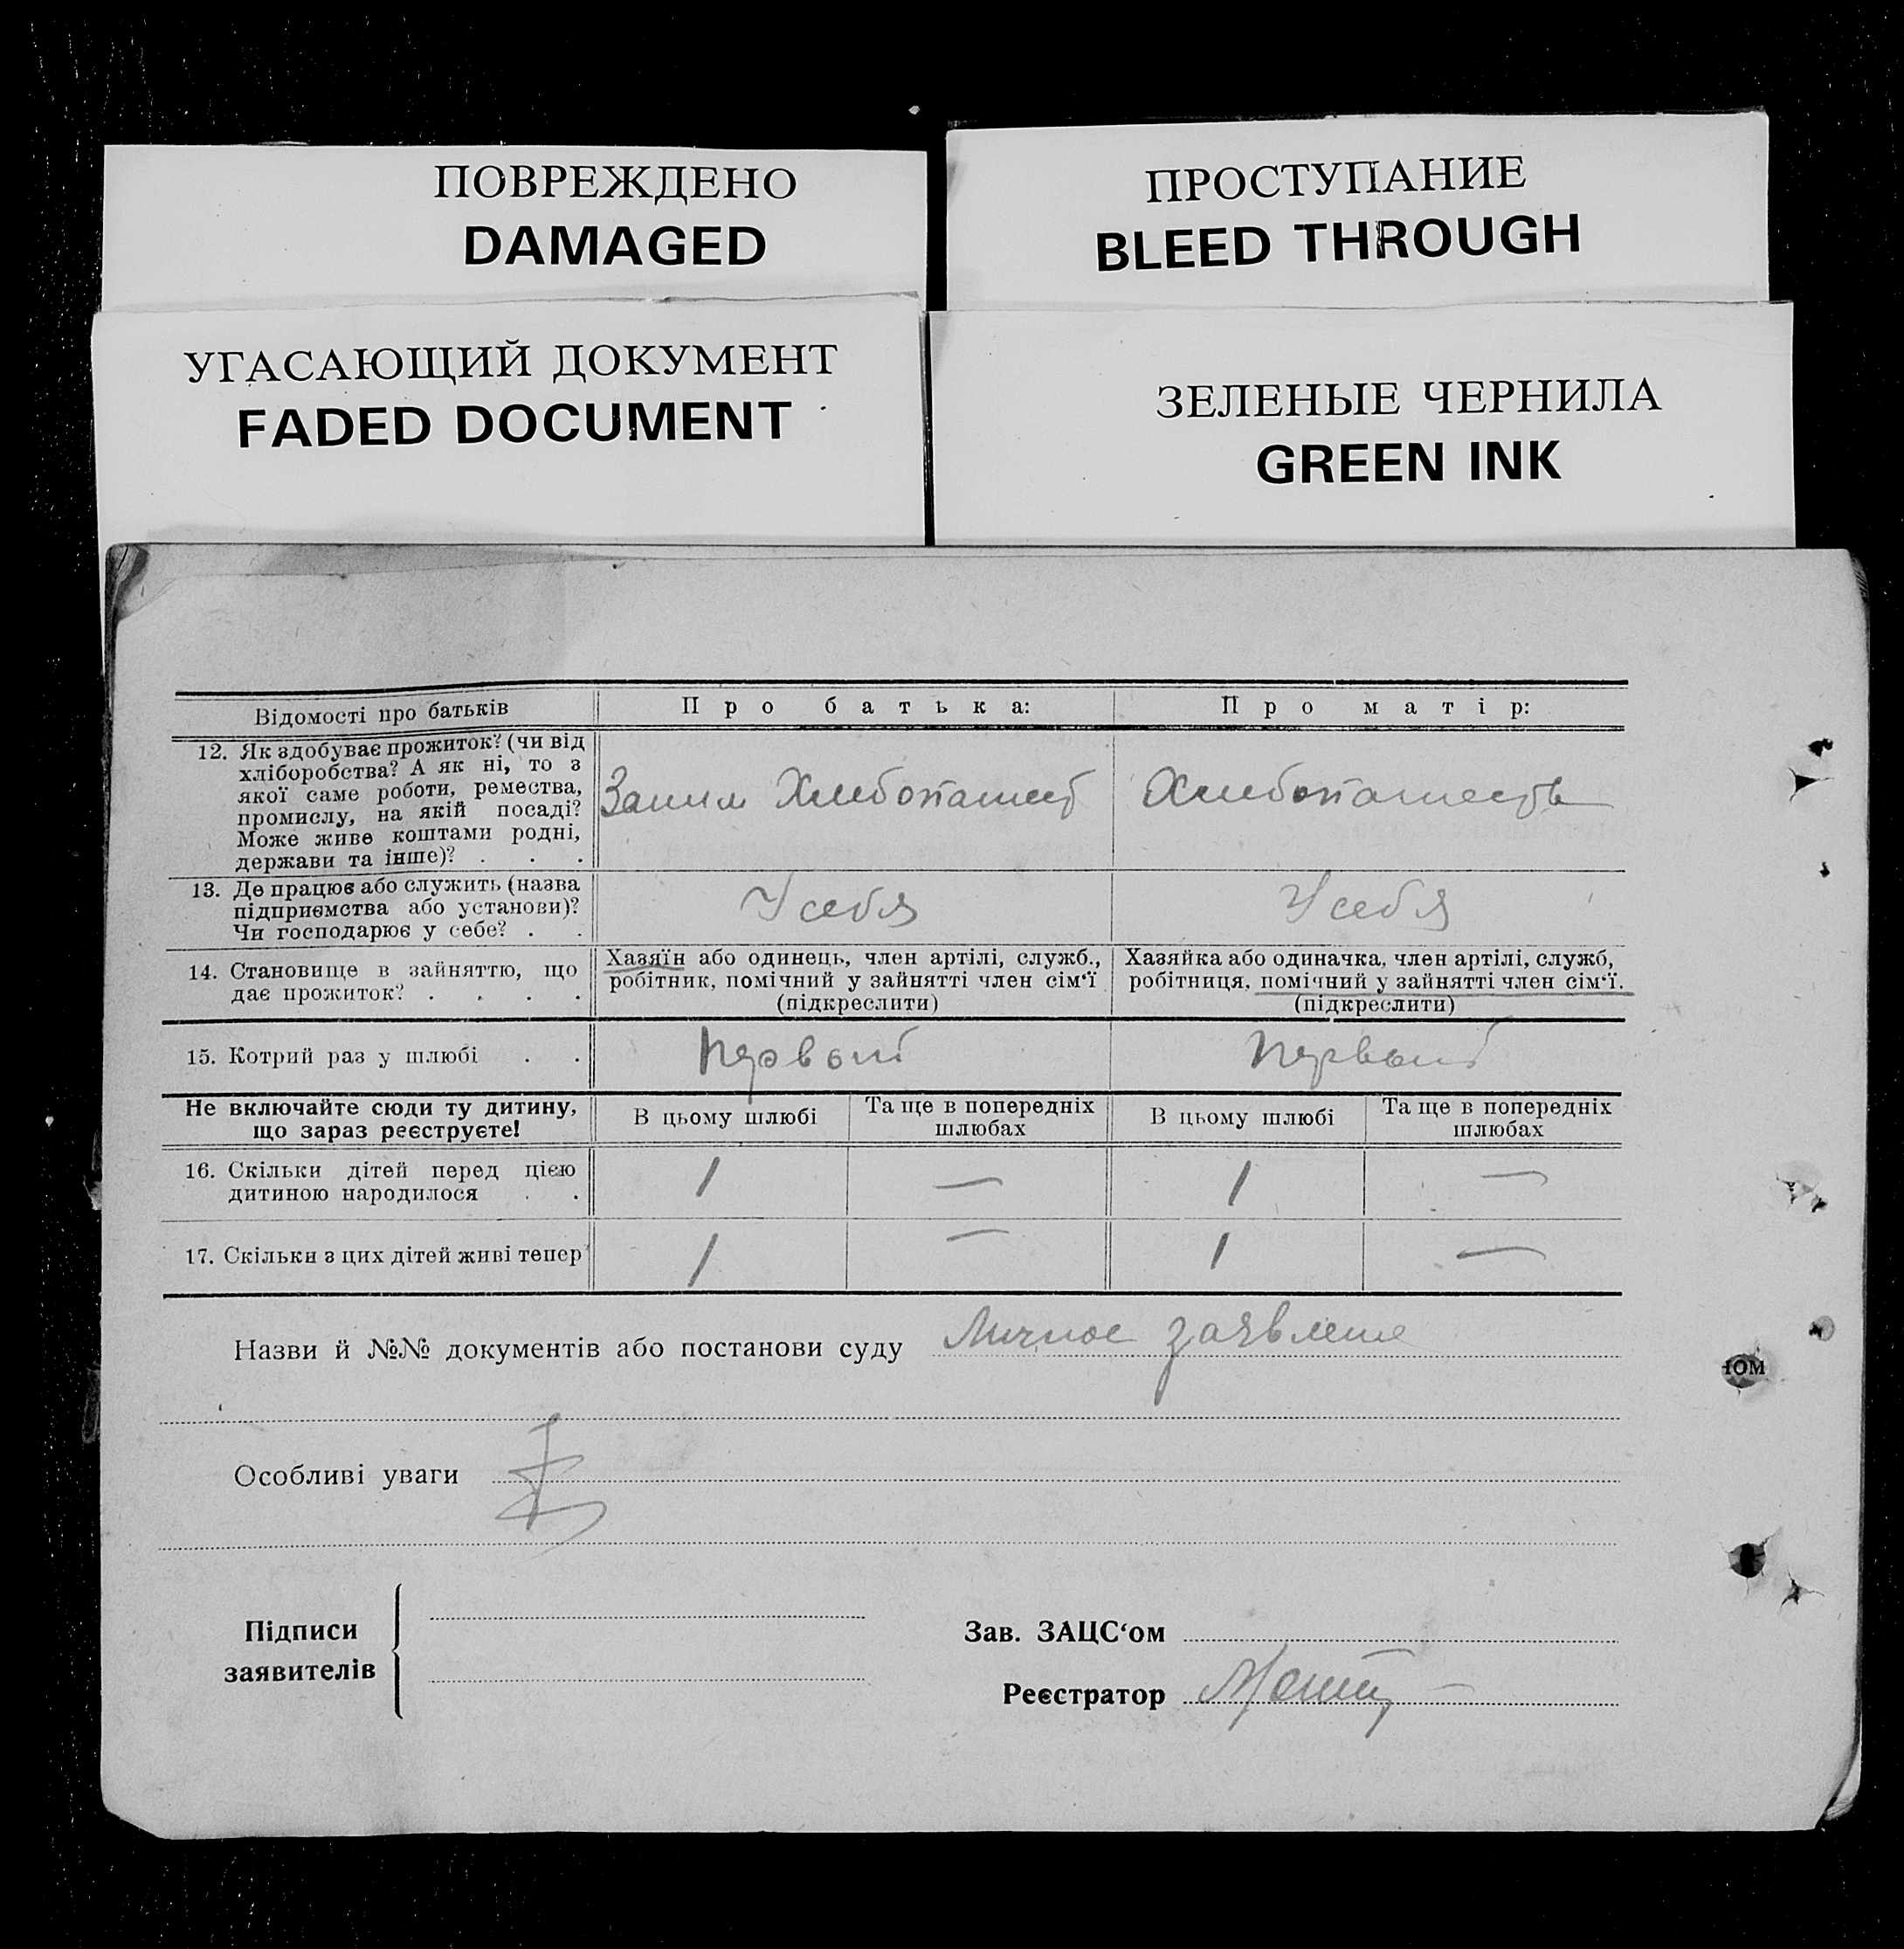 ПОВРЕЖДЕНО
DAMAGED
ПРОСТУПАНИЕ
BLEED THROUGH
УГАСАЮЩИЙ ДОКУМЕНТ
FADED DOCUMENT
ЗЕЛЕНЫЕ ЧЕРНИЛА
GREEN INK
Відомості про батьків
Про батька:
Про матір:
12. Як здобуває прожиток? (чи від
хліборобства? А як ні, то з
якої саме роботи, ремества,
промислу, на якій посаді?
Може живе коштами родні,
держави та інше)? . . .
Хлебопашест
Хлебопашеств
13. Де працює або служить (назва
підприємства або установи)?
Чи господарює у себе? . .
У себя
У себя
14. Становище в зайняттю, що
дає прожиток? . . . .
Хазяїн або одинець, член артілі, служб.,
робітник, помічний у зайнятті член сім‘ї
(підкреслити)
Хазяйка або одиначка, член артілі, служб,
робітниця, помічний у зайнятті член сім‘ї.
(підкреслити)
15. Котрий раз у шлюбі . .
Первый
Первый
Не включайте сюди ту дитину,
що зараз реєструєте!
В цьому шлюбі
Та ще в попередніх
шлюбах
В цьому шлюбі
Та ще в попередніх
шлюбах
16. Скільки дітей перед цією
дитиною народилося . .
1 — 1 —
17. Скільки з цих дітей живі тепер
1 — 1 —
Назви й №№ документів або постанови суду Личное заявление
юм
Особливі уваги
Підписи
заявителів
Зав. ЗАЦС‘ом
Реєстратор